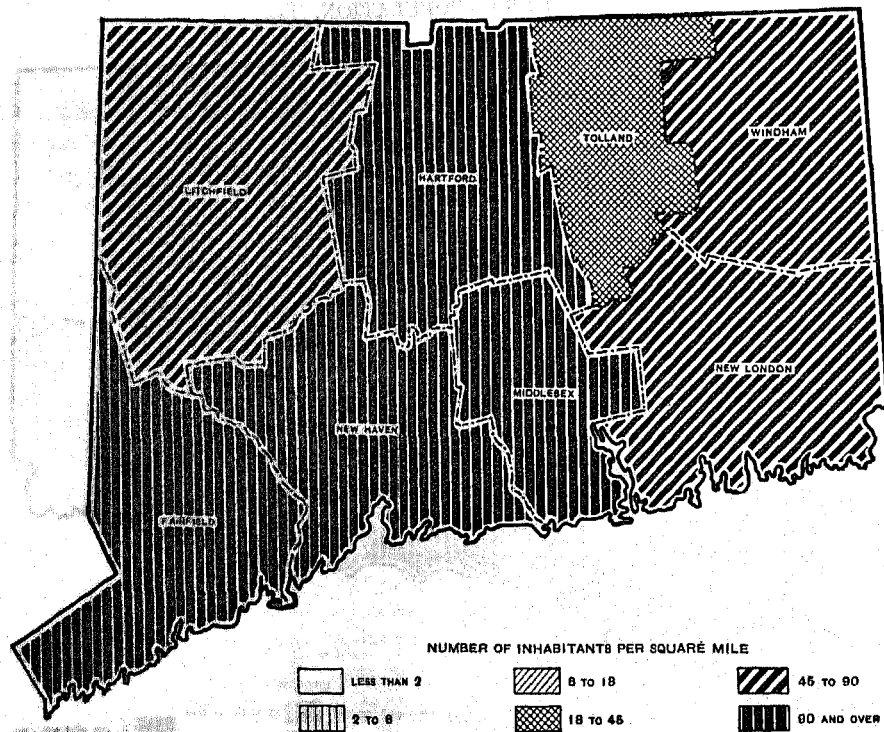 TOLLAND
WINDHAM
HARTFORD
LITCHFIELD
NEW LONDON
MIDDLESEX
NEW HAVEN
FAIRFIELD
NUMBER OF INHABITANTS PER SQUARE MILE
LESS THAN 2
6 TO 18
45 TO 90
2 TO 6
18 TO 45
90 AND OVER